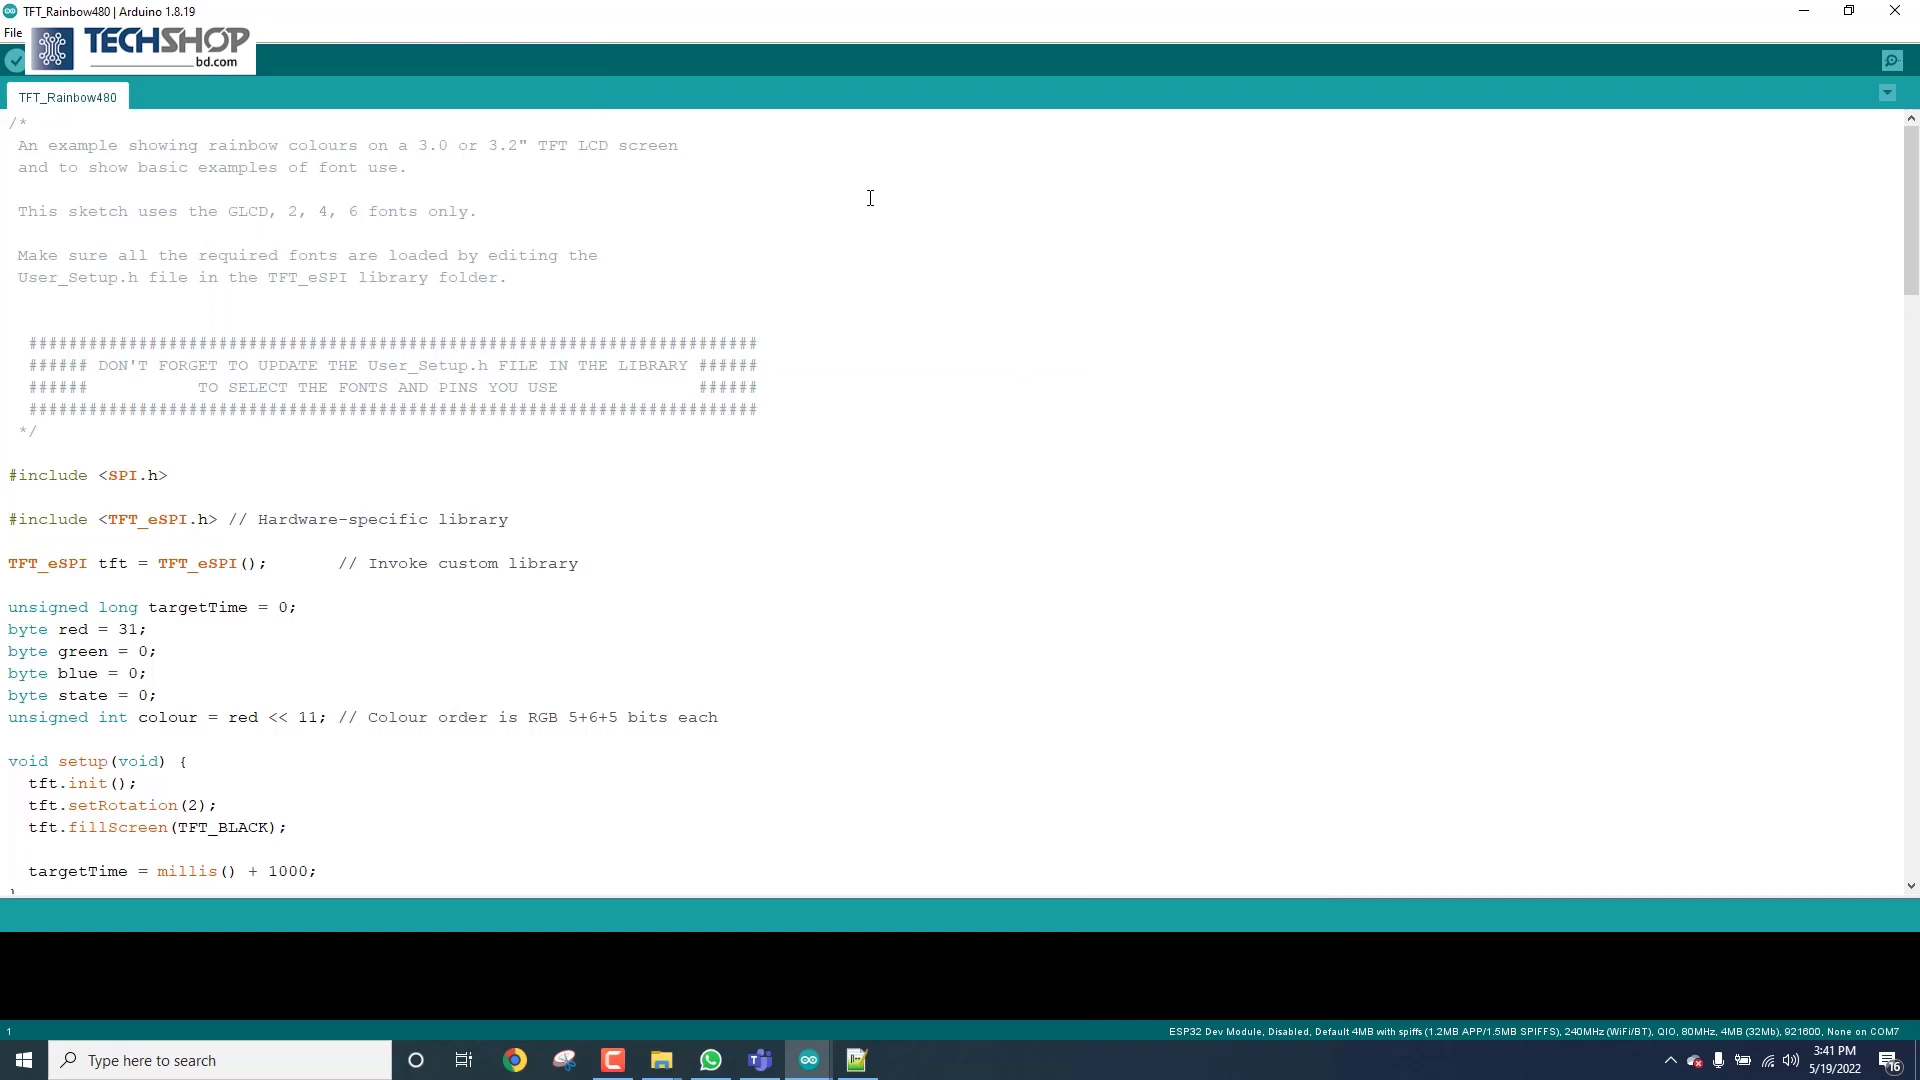 TFT_Rainbow480 | Arduino 1.8.19
File
TECHSHOP
bd.com
TFT_Rainbow480
/*
An example showing rainbow colours on a 3.0 or 3.2" TFT LCD screen
and to show basic examples of font use.
This sketch uses the GLCD, 2, 4, 6 fonts only.
Make sure all the required fonts are loaded by editing the
User_Setup.h file in the TFT_eSPI library folder.
#########################################################################
###### DON'T FORGET TO UPDATE THE User_Setup.h FILE IN THE LIBRARY ######
###### TO SELECT THE FONTS AND PINS YOU USE ######
#########################################################################
*/
#include <SPI.h>
#include <TFT_eSPI.h> // Hardware-specific library
TFT_eSPI tft = TFT_eSPI(); // Invoke custom library
unsigned long targetTime = 0;
byte red = 31;
byte green = 0;
byte blue = 0;
byte state = 0;
unsigned int colour = red << 11; // Colour order is RGB 5+6+5 bits each
void setup(void) {
tft.init();
tft.setRotation(2);
tft.fillScreen(TFT_BLACK);
targetTime = millis() + 1000;
1
ESP32 Dev Module, Disabled, Default 4MB with spiffs (1.2MB APP/1.5MB SPIFFS), 240MHz (WiFi/BT), QIO, 80MHz, 4MB (32Mb), 921600, None on COM7
Type here to search
3:41 PM
5/19/2022
16